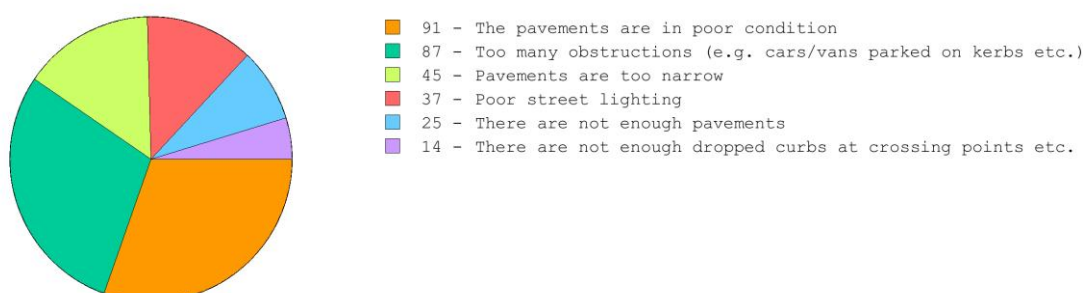 91 - The pavements are in poor condition
87 - Too many obstructions (e.g. cars/vans parked on kerbs etc.)
45 - Pavements are too narrow
37 - Poor street lighting
25 - There are not enough pavements
14 - There are not enough dropped curbs at crossing points etc.